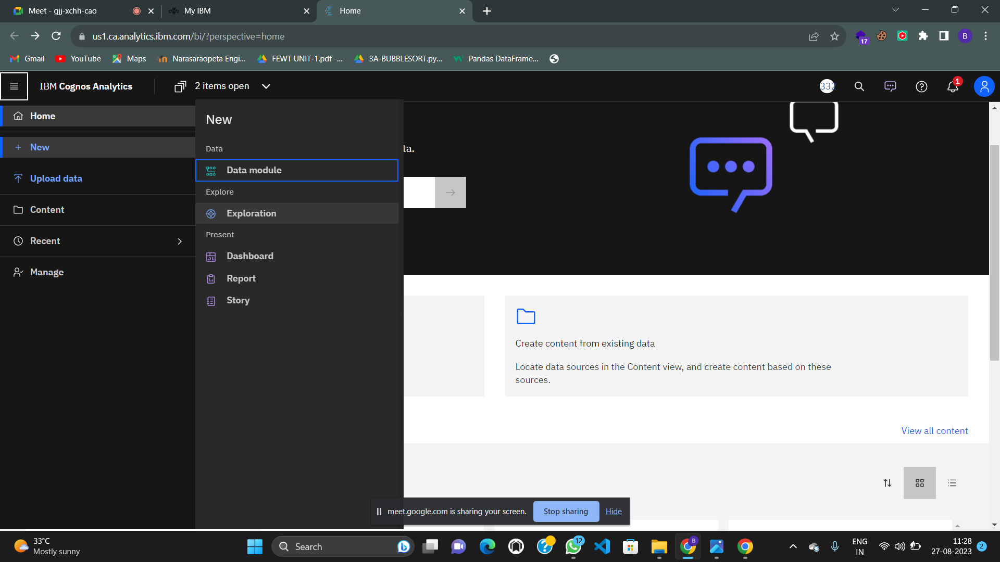 Meet - gjj-xchh-cao
My IBM
Home
us1.ca.analytics.ibm.com/bi/?perspective=home
17
B
Gmail
YouTube
Maps
Narasaraopeta Engi...
FEWT UNIT-1.pdf -...
3A-BUBBLESORT.py...
Pandas DataFrame...
IBM Cognos Analytics
2 items open
332
1
Home
New
Upload data
Content
Recent
Manage
New
Data
Data module
Explore
Exploration
Present
Dashboard
Report
Story
ta.
Create content from existing data
Locate data sources in the Content view, and create content based on these
sources.
View all content
meet.google.com is sharing your screen.
Stop sharing
Hide
33°C
Mostly sunny
Search
12
B
ENG
IN
11:28
27-08-2023
2